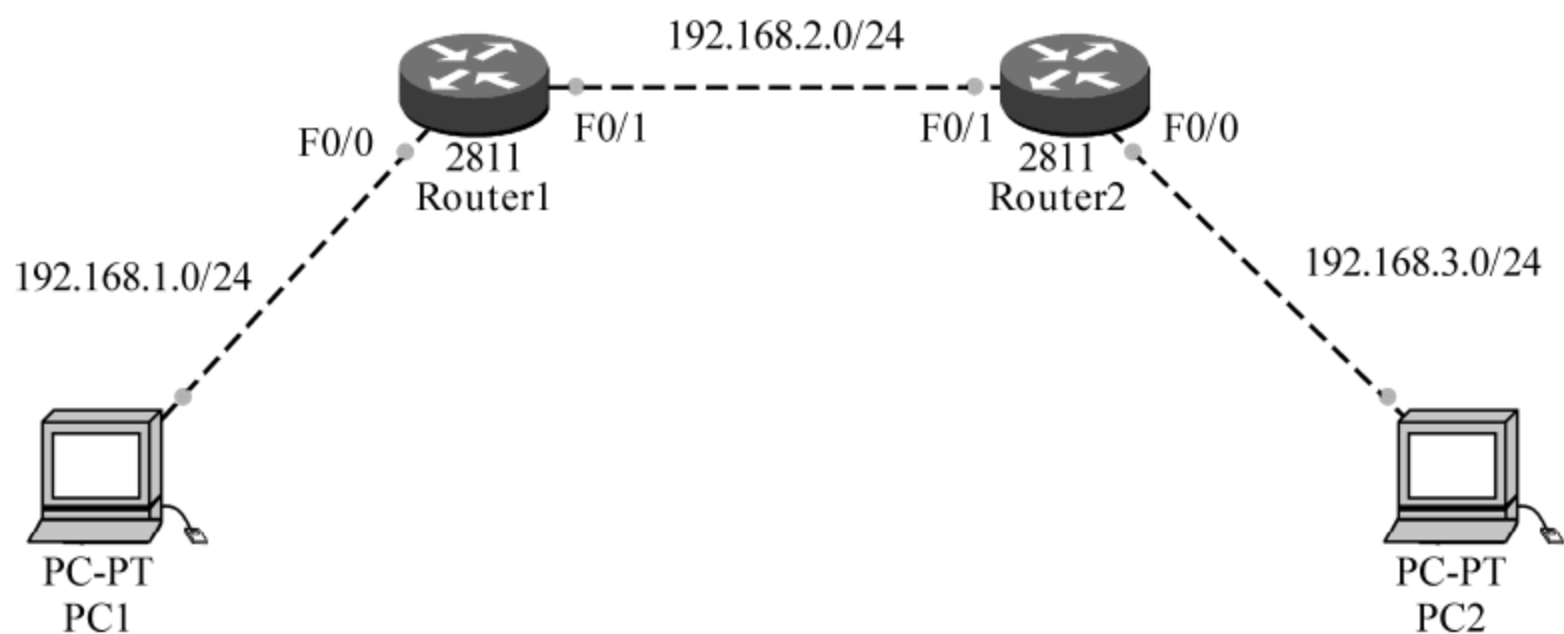 192.168.2.0/24
F0/0
F0/1
F0/1
F0/0
2811
Router1
2811
Router2
192.168.1.0/24
192.168.3.0/24
PC-PT
PC1
PC-PT
PC2